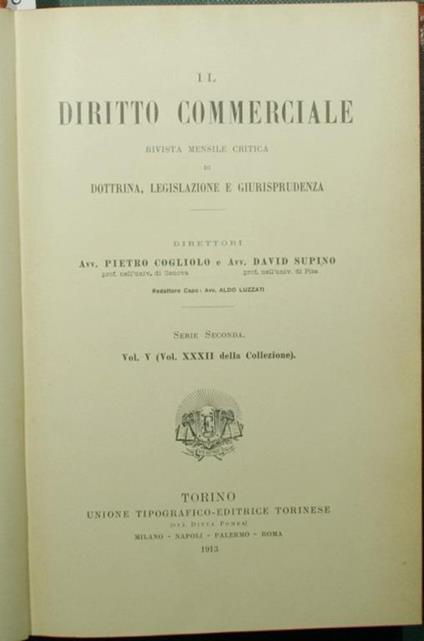 IL
DIRITTO COMMERCIALE
RIVISTA MENSILE CRITICA
DI
DOTTRINA, LEGISLAZIONE E GIURISPRUDENZA
DIRETTORI
Avv. PIETRO COGLIOLO e Avv. DAVID SUPINO
prof. nell'univ. di Genova prof. nell'univ. di Pisa
Redattore Capo: Avv. ALDO LUZZATI
Serie Seconda.
Vol. V (Vol. XXXII della Collezione).
TORINO
UNIONE TIPOGRAFICO-EDITRICE TORINESE
(già Ditta Pomba)
MILANO - NAPOLI - PALERMO - ROMA
1913